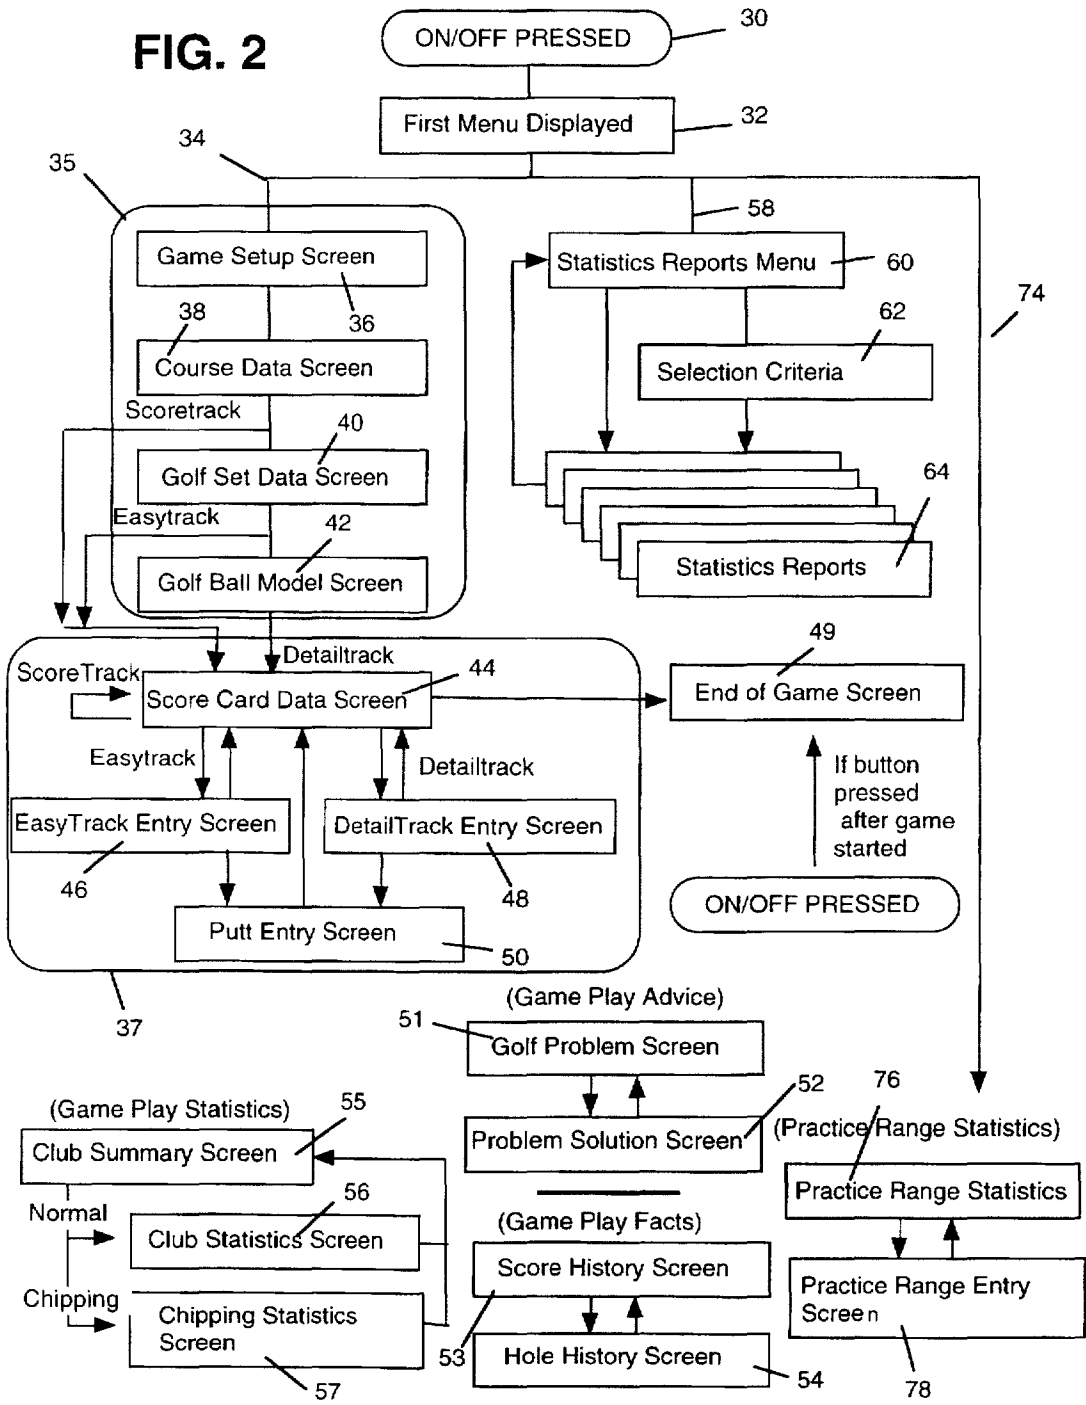 FIG. 2
ON/OFF PRESSED
30
First Menu Displayed
32
34
35
58
Game Setup Screen
36
Statistics Reports Menu
60
74
38
Course Data Screen
62
Selection Criteria
Scoretrack
40
Golf Set Data Screen
64
Easytrack
42
Golf Ball Model Screen
Statistics Reports
Detailtrack
ScoreTrack
44
Score Card Data Screen
49
End of Game Screen
Easytrack
Detailtrack
If button
pressed
after game
started
EasyTrack Entry Screen
46
DetailTrack Entry Screen
48
ON/OFF PRESSED
Putt Entry Screen
50
37
(Game Play Advice)
51
Golf Problem Screen
52
Problem Solution Screen
(Game Play Statistics)
55
Club Summary Screen
Normal
56
Club Statistics Screen
Chipping
Chipping Statistics
Screen
57
(Game Play Facts)
Score History Screen
53
Hole History Screen
54
76
(Practice Range Statistics)
Practice Range Statistics
Practice Range Entry
Screen
78